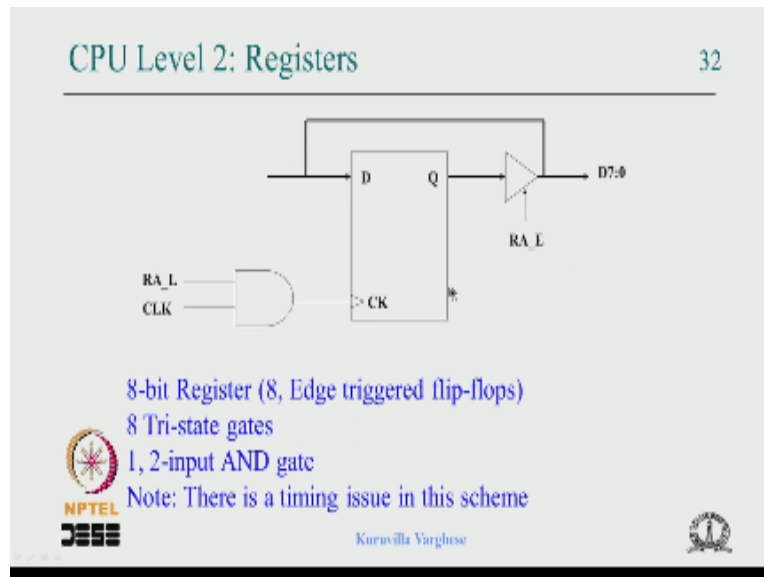 CPU Level 2: Registers
32
D
Q
D7:0
RA_E
RA_L
CLK
CK
8-bit Register (8, Edge triggered flip-flops)
8 Tri-state gates
1, 2-input AND gate
Note: There is a timing issue in this scheme
NPTEL
DESE
Kuruvilla Varghese